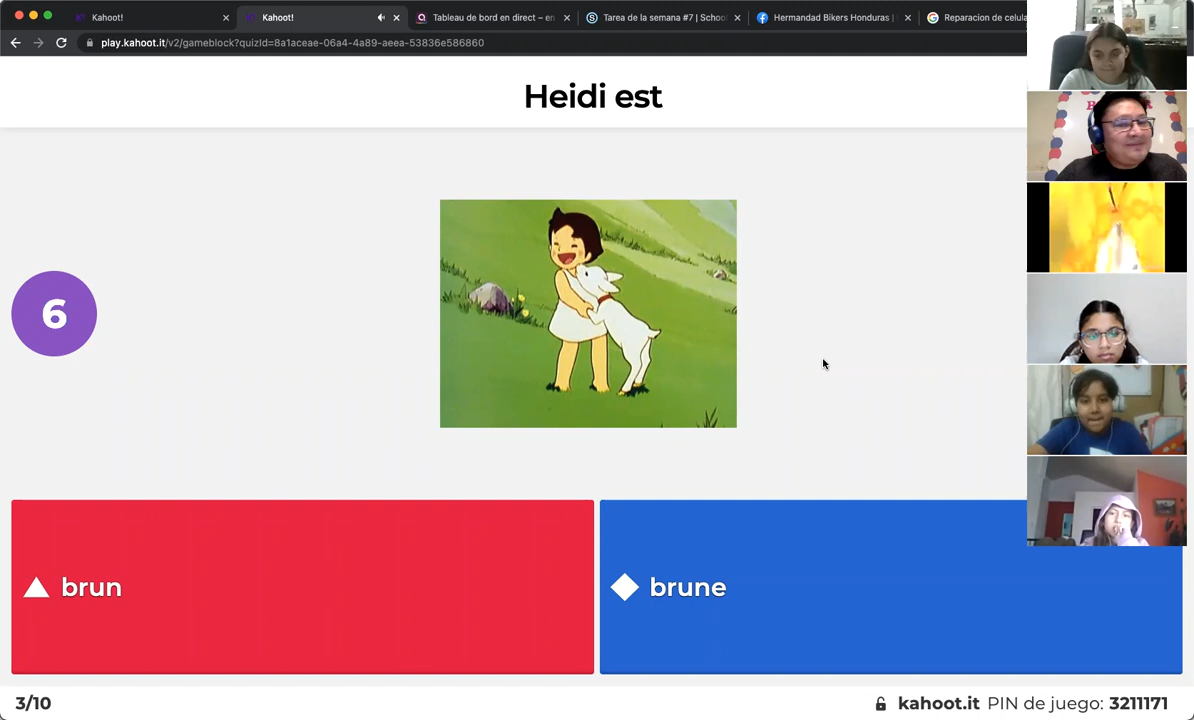 Kahoot!
Kahoot!
Tableau de bord en direct – en
Tarea de la semana #7 | Schoo
Hermandad Bikers Honduras |
Reparacion de celula
play.kahoot.it/v2/gameblock?quizId=8a1aceae-06a4-4a89-aeea-53836e586860
Heidi est
6
brun
brune
3/10
kahoot.it PIN de juego: 3211171